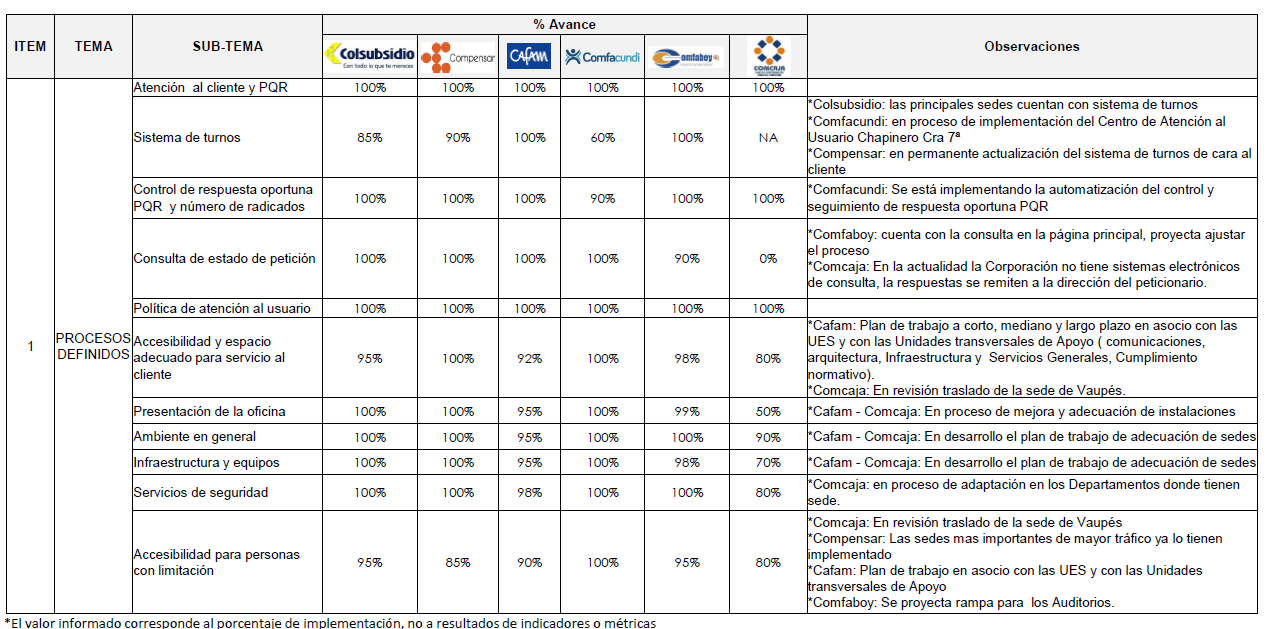 ITEM TEMA SUB-TEMA % Avance Observaciones
Colsubsidio Compensar CAFAM Comfacundi Comfaboy COMCAJA
Con todo lo que te mereces
Atención al cliente y PQR 100% 100% 100% 100% 100% 100%
Sistema de turnos 85% 90% 100% 60% 100% NA
*Colsubsidio: las principales sedes cuentan con sistema de turnos
*Comfacundi: en proceso de implementación del Centro de Atención al
Usuario Chapinero Cra 7ª
*Compensar: en permanente actualización del sistema de turnos de cara al
cliente
Control de respuesta oportuna
PQR y número de radicados 100% 100% 100% 90% 100% 100%
*Comfacundi: Se está implementando la automatización del control y
seguimiento de respuesta oportuna PQR
Consulta de estado de petición 100% 100% 100% 100% 90% 0%
*Comfaboy: cuenta con la consulta en la página principal, proyecta ajustar
el proceso
*Comcaja: En la actualidad la Corporación no tiene sistemas electrónicos
de consulta, la respuestas se remiten a la dirección del peticionario.
Política de atención al usuario 100% 100% 100% 100% 100% 100%
1 PROCESOS
DEFINIDOS
Accesibilidad y espacio
adecuado para servicio al
cliente 95% 100% 92% 100% 98% 80%
*Cafam: Plan de trabajo a corto, mediano y largo plazo en asocio con las
UES y con las Unidades transversales de Apoyo ( comunicaciones,
arquitectura, Infraestructura y Servicios Generales, Cumplimiento
normativo).
*Comcaja: En revisión traslado de la sede de Vaupés.
Presentación de la oficina 100% 100% 95% 100% 99% 50% *Cafam - Comcaja: En proceso de mejora y adecuación de instalaciones
Ambiente en general 100% 100% 95% 100% 100% 90% *Cafam - Comcaja: En desarrollo el plan de trabajo de adecuación de sedes
Infraestructura y equipos 100% 100% 95% 100% 98% 70% *Cafam - Comcaja: En desarrollo el plan de trabajo de adecuación de sedes
Servicios de seguridad 100% 100% 98% 100% 100% 80%
*Comcaja: en proceso de adaptación en los Departamentos donde tienen
sede.
Accesibilidad para personas
con limitación 95% 85% 90% 100% 95% 80%
*Comcaja: En revisión traslado de la sede de Vaupés
*Compensar: Las sedes mas importantes de mayor tráfico ya lo tienen
implementado
*Cafam: Plan de trabajo en asocio con las UES y con las Unidades
transversales de Apoyo
*Comfaboy: Se proyecta rampa para los Auditorios.
*El valor informado corresponde al porcentaje de implementación, no a resultados de indicadores o métricas